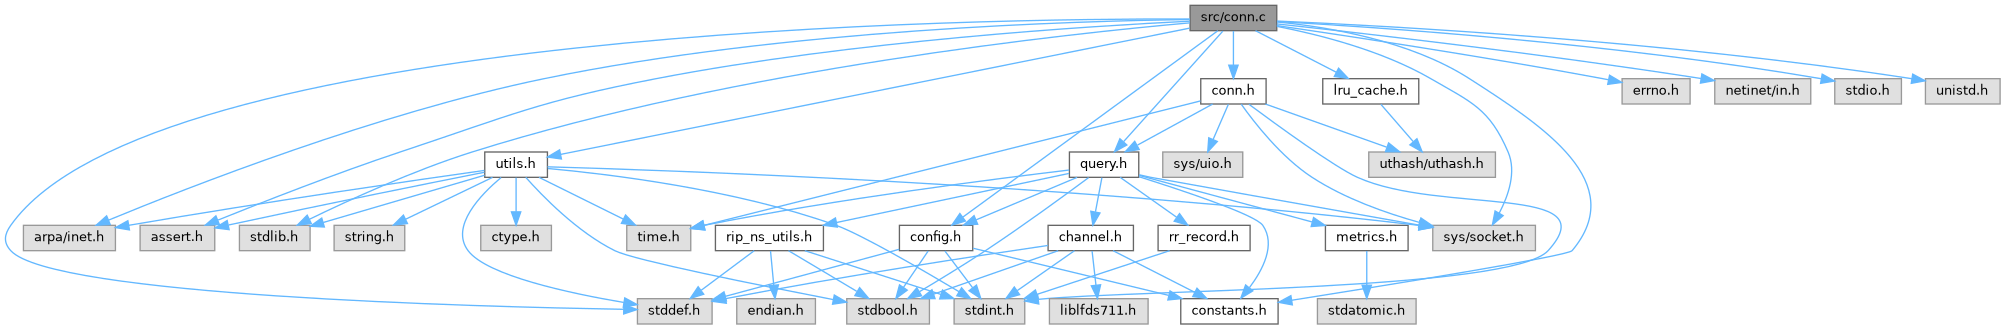 src/conn.c
conn.h
lru_cache.h
errno.h
netinet/in.h
stdio.h
unistd.h
utils.h
query.h
sys/uio.h
uthash/uthash.h
arpa/inet.h
assert.h
stdlib.h
string.h
ctype.h
time.h
rip_ns_utils.h
config.h
channel.h
rr_record.h
metrics.h
sys/socket.h
stddef.h
endian.h
stdbool.h
stdint.h
liblfds711.h
constants.h
stdatomic.h